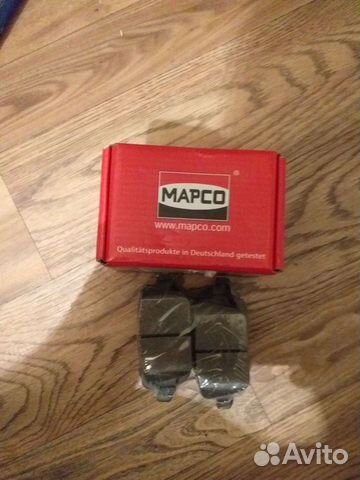 MAPCO
®
www.mapco.com
Qualitätsprodukte in Deutschland getestet
Avito